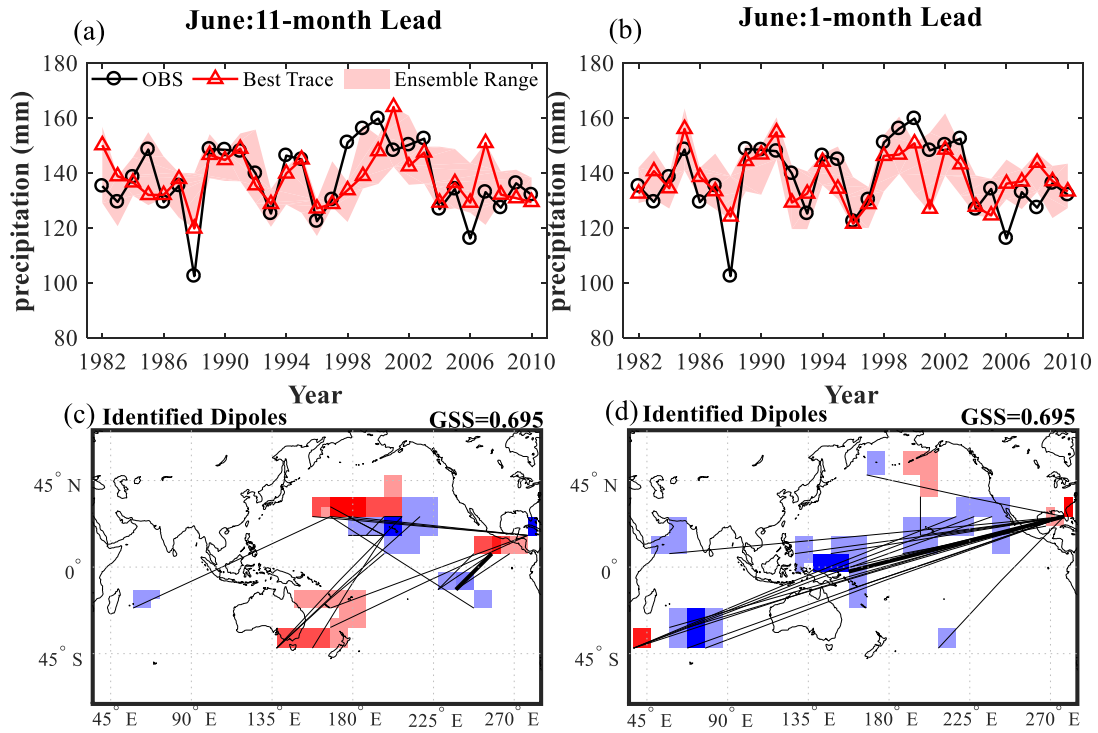 June:11-month Lead
June:1-month Lead
(a)
(b)
180
160
140
120
100
80
precipitation (mm)
OBS
Best Trace
Ensemble Range
1982 1986 1990 1994 1998 2002 2006 2010
Year
180
160
140
120
100
80
precipitation (mm)
1982 1986 1990 1994 1998 2002 2006 2010
Year
(c) Identified Dipoles GSS=0.695
45° N
0°
45° S
45° E 90° E 135° E 180° E 225° E 270° E
(d) Identified Dipoles GSS=0.695
45° N
0°
45° S
45° E 90° E 135° E 180° E 225° E 270° E